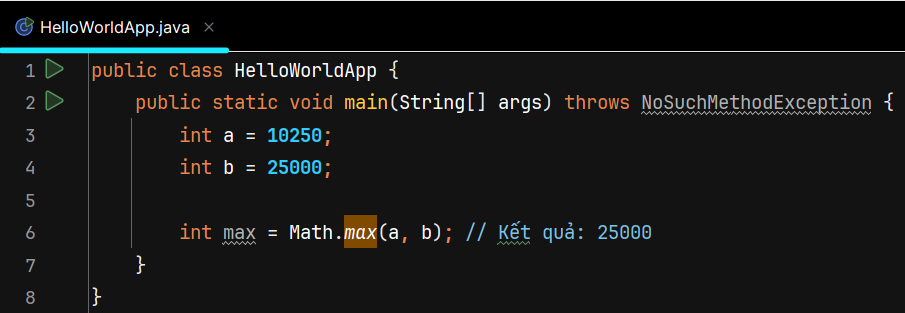 HelloWorldApp.java
1 public class HelloWorldApp {
2 public static void main(String[] args) throws NoSuchMethodException {
3 int a = 10250;
4 int b = 25000;
5
6 int max = Math.max(a, b); // Kết quả: 25000
7 }
8 }